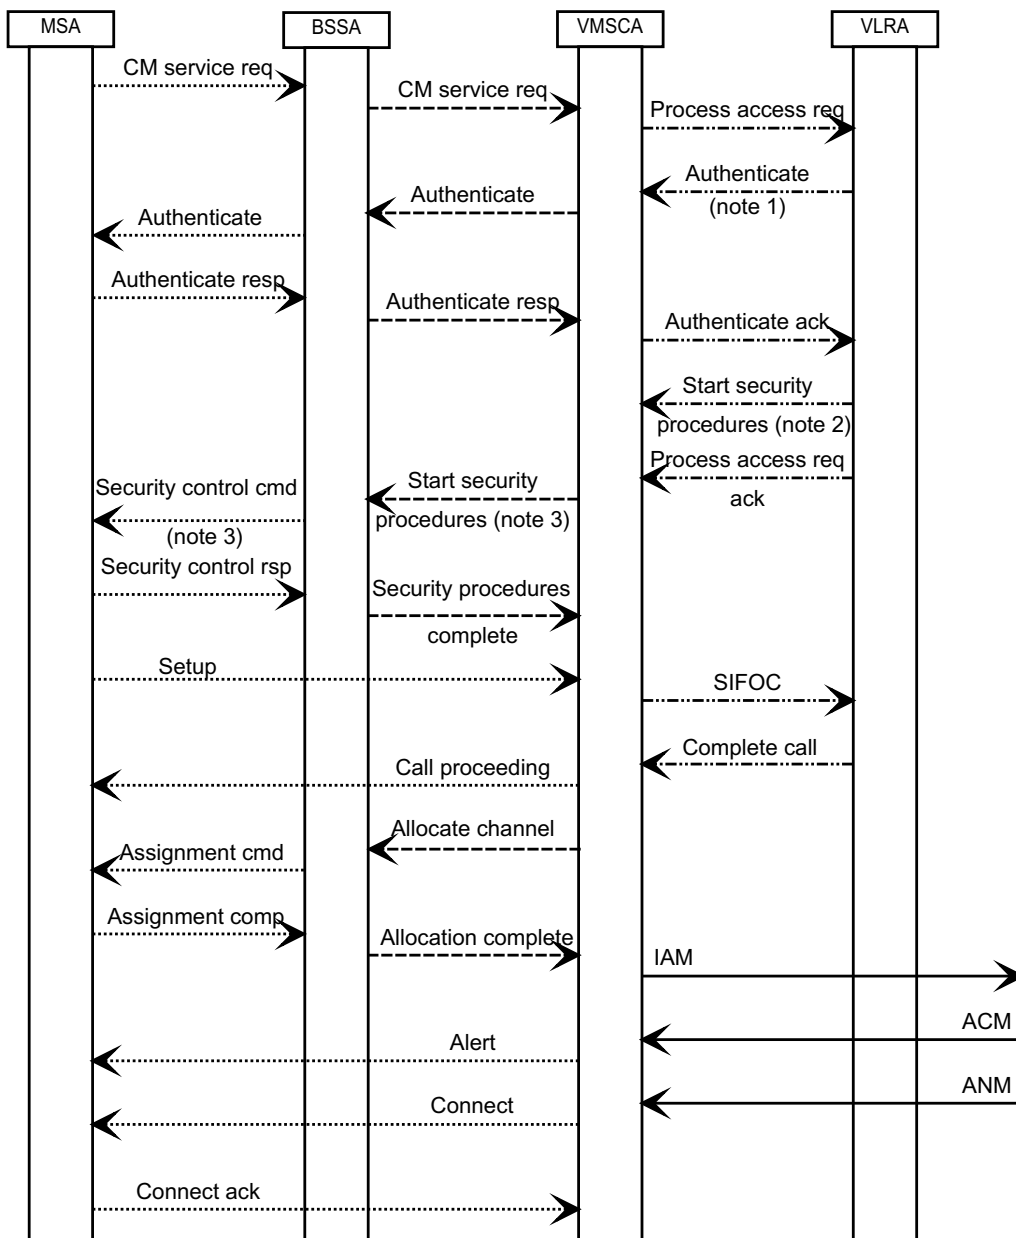 MSA
BSSA
VMSCA
VLRA
CM service req
CM service req
Process access req
Authenticate
(note 1)
Authenticate
Authenticate
Authenticate resp
Authenticate resp
Authenticate ack
Start security
procedures (note 2)
Process access req
ack
Start security
procedures (note 3)
Security control cmd
(note 3)
Security control rsp
Security procedures
complete
Setup
SIFOC
Complete call
Call proceeding
Allocate channel
Assignment cmd
Assignment comp
Allocation complete
IAM
ACM
Alert
ANM
Connect
Connect ack